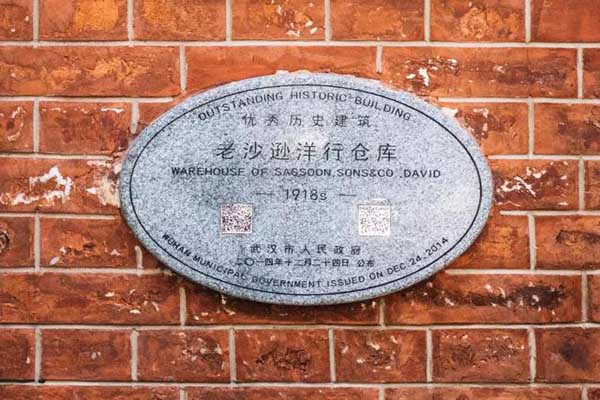 OUTSTANDING HISTORIC BUILDING
优秀历史建筑
老沙逊洋行仓库
WAREHOUSE OF SASSOON,SONS&CO.,DAVID
— 1918s —
武汉市人民政府
二〇一四年十二月二十四日 公布
WUHAN MUNICIPAL GOVERNMENT ISSUED ON DEC 24, 2014